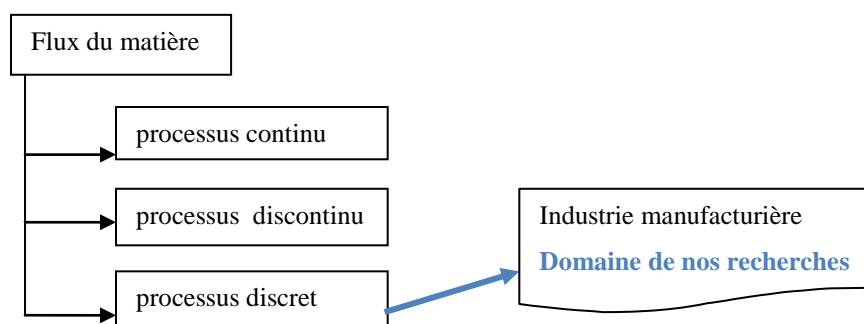 Flux du matière
processus continu
processus discontinu
Industrie manufacturière
Domaine de nos recherches
processus discret